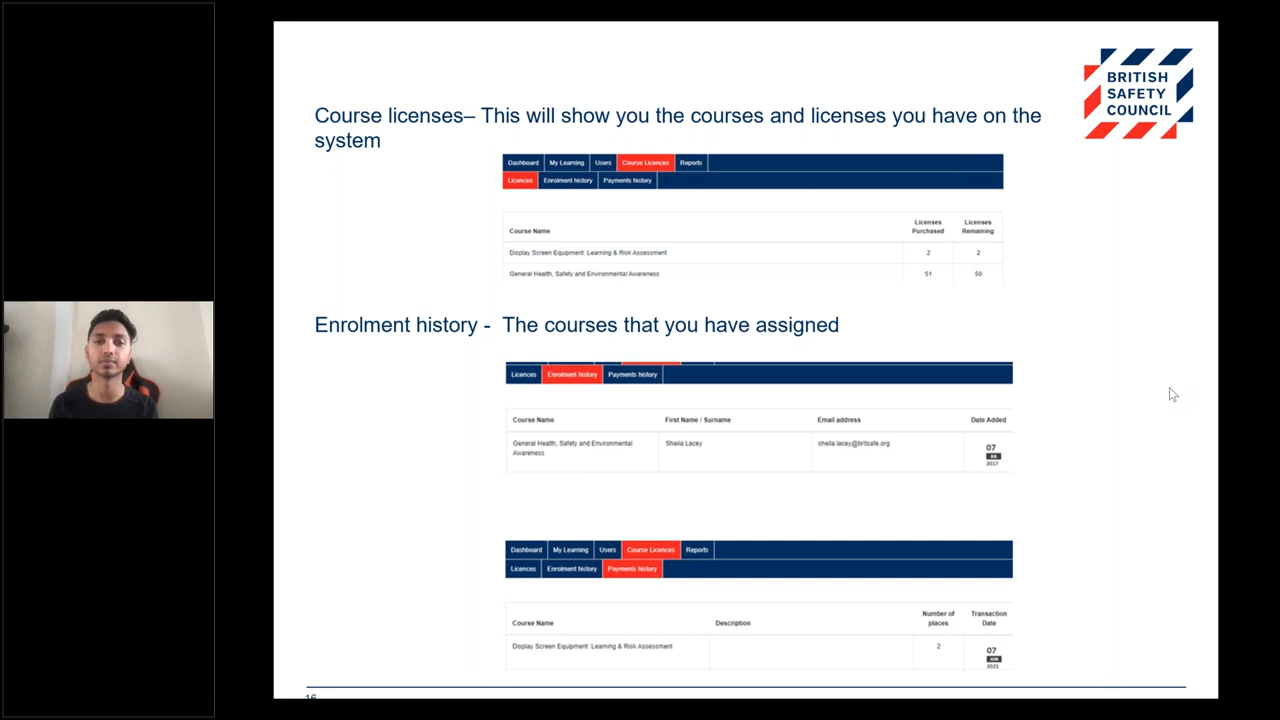 BRITISH
SAFETY
COUNCIL
Course licenses– This will show you the courses and licenses you have on the
system
Dashboard My Learning Users Course Licences Reports
Licences Enrolment history Payments history
Course Name Licenses Purchased Licenses Remaining
Display Screen Equipment: Learning & Risk Assessment 2 2
General Health, Safety and Environmental Awareness 51 50
Enrolment history - The courses that you have assigned
Licences Enrolment history Payments history
Course Name First Name / Surname Email address Date Added
General Health, Safety and Environmental Sheila Lacey sheila.lacey@britsafe.org 07
Awareness JUL
2017
Dashboard My Learning Users Course Licences Reports
Licences Enrolment history Payments history
Course Name Description Number of places Transaction Date
Display Screen Equipment: Learning & Risk Assessment 2 07
JUN
2021
16